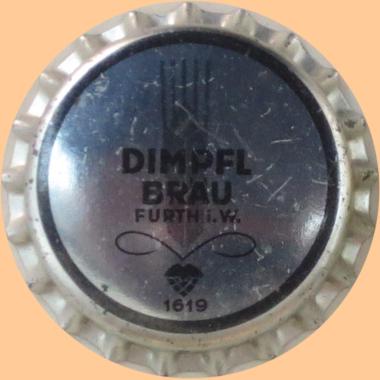 DIMPFL
BRÄU
FURTH i. W.
1619